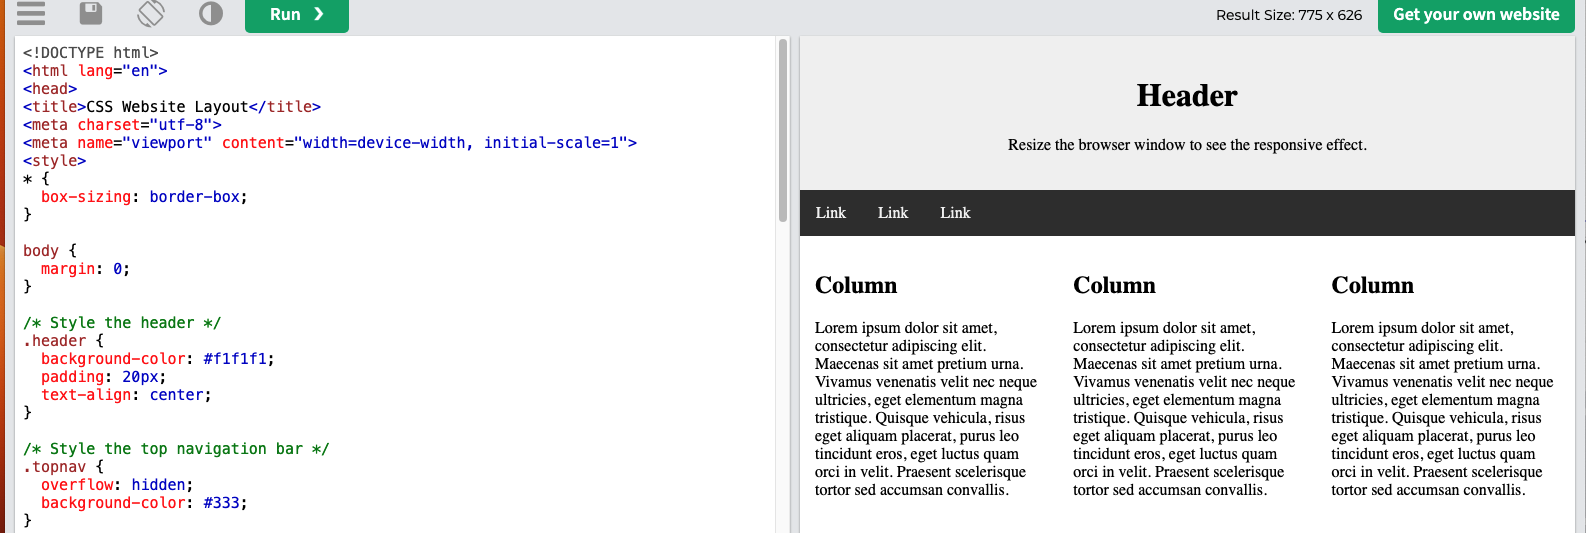 Run ❯
Result Size: 775 x 626
Get your own website
<!DOCTYPE html>
<html lang="en">
<head>
<title>CSS Website Layout</title>
<meta charset="utf-8">
<meta name="viewport" content="width=device-width, initial-scale=1">
<style>
* {
  box-sizing: border-box;
}

body {
  margin: 0;
}

/* Style the header */
.header {
  background-color: #f1f1f1;
  padding: 20px;
  text-align: center;
}

/* Style the top navigation bar */
.topnav {
  overflow: hidden;
  background-color: #333;
}
Header
Resize the browser window to see the responsive effect.
Link Link Link
Column
Lorem ipsum dolor sit amet,
consectetur adipiscing elit.
Maecenas sit amet pretium urna.
Vivamus venenatis velit nec neque
ultricies, eget elementum magna
tristique. Quisque vehicula, risus
eget aliquam placerat, purus leo
tincidunt eros, eget luctus quam
orci in velit. Praesent scelerisque
tortor sed accumsan convallis.
Column
Lorem ipsum dolor sit amet,
consectetur adipiscing elit.
Maecenas sit amet pretium urna.
Vivamus venenatis velit nec neque
ultricies, eget elementum magna
tristique. Quisque vehicula, risus
eget aliquam placerat, purus leo
tincidunt eros, eget luctus quam
orci in velit. Praesent scelerisque
tortor sed accumsan convallis.
Column
Lorem ipsum dolor sit amet,
consectetur adipiscing elit.
Maecenas sit amet pretium urna.
Vivamus venenatis velit nec neque
ultricies, eget elementum magna
tristique. Quisque vehicula, risus
eget aliquam placerat, purus leo
tincidunt eros, eget luctus quam
orci in velit. Praesent scelerisque
tortor sed accumsan convallis.